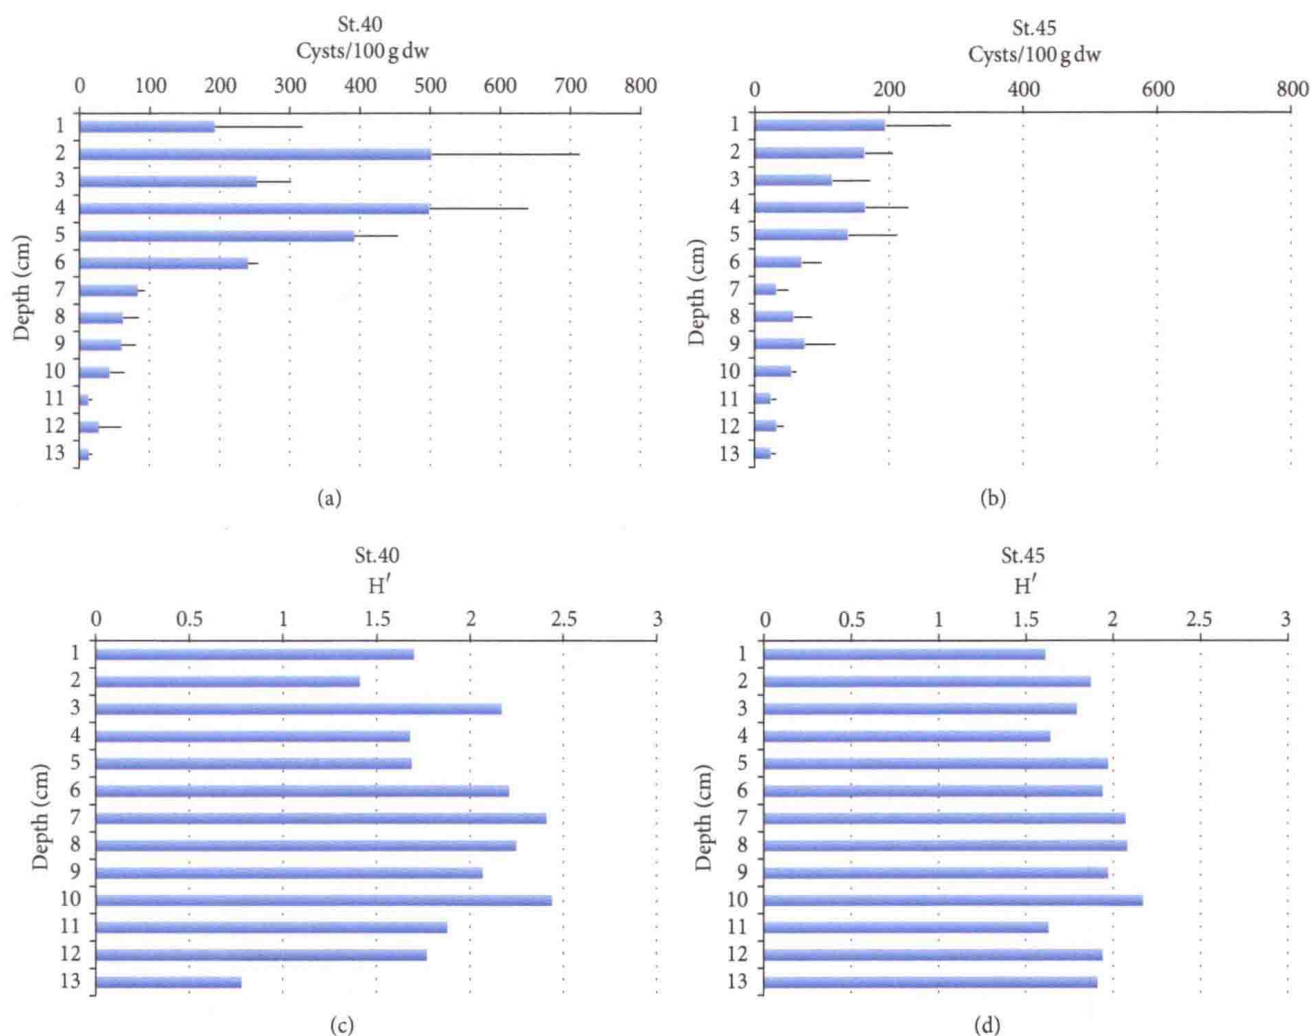 St.40
Cysts/100 g dw
0 100 200 300 400 500 600 700 800
Depth (cm)
1
2
3
4
5
6
7
8
9
10
11
12
13
(a)
St.45
Cysts/100 g dw
0 200 400 600 800
Depth (cm)
1
2
3
4
5
6
7
8
9
10
11
12
13
(b)
St.40
H′
0 0.5 1 1.5 2 2.5 3
Depth (cm)
1
2
3
4
5
6
7
8
9
10
11
12
13
(c)
St.45
H′
0 0.5 1 1.5 2 2.5 3
Depth (cm)
1
2
3
4
5
6
7
8
9
10
11
12
13
(d)